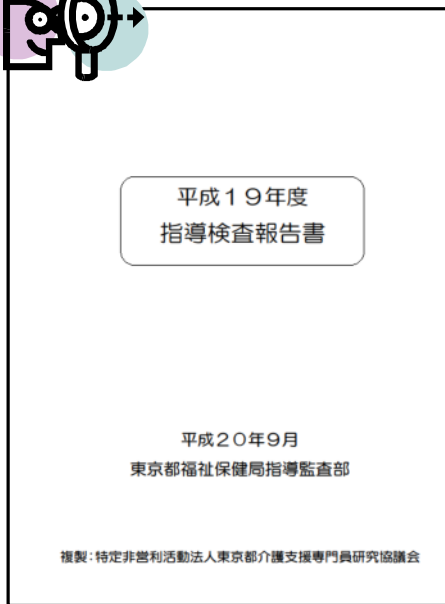 平成１９年度
指導検査報告書
平成２０年９月
東京都福祉保健局指導監査部
複製：特定非営利活動法人東京都介護支援専門員研究協議会